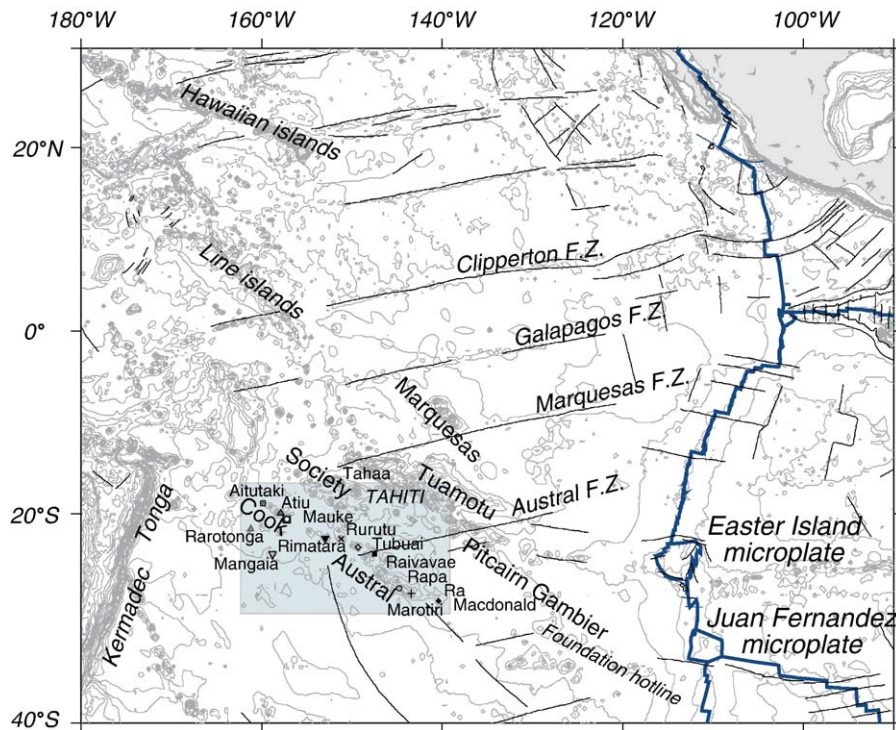 180°W
160°W
140°W
120°W
100°W
Hawaiian islands
20°N
Clipperton F.Z.
Line islands
0°
Galapagos F.Z
Marquesas F.Z.
Marquesas
Society
Tahaa
Tuamotu
TAHITI
Austral F.Z.
Aitutaki
Atiu
Cook
Mauke
20°S
Tonga
Rarotonga
Rurutu
Rimatara
Tubuai
Mangaia
Raivavae
Austral
Rapa
Ra
Marotiri
Macdonald
Pitcairn Gambier
Easter Island
microplate
Kermadec
Juan Fernandez
microplate
Foundation hotline
40°S